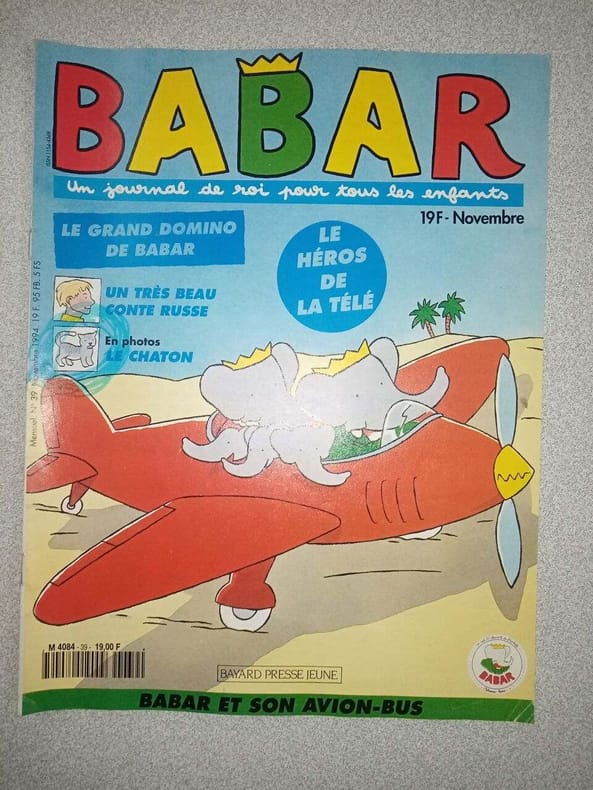 BABAR
Un journal de roi pour tous les enfants
19F - Novembre
LE GRAND DOMINO
DE BABAR
LE
HÉROS
DE
LA TÉLÉ
UN TRÈS BEAU
CONTE RUSSE
En photos
LE CHATON
Mensuel N° 39 Novembre 1994 19 F. 95 FB. 5 FS
M 4084 - 39 - 19,00 F
BAYARD PRESSE JEUNE
BABAR
BABAR ET SON AVION-BUS